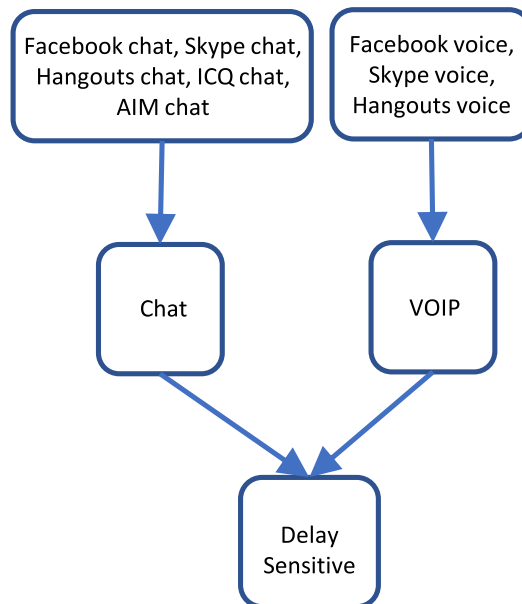 Facebook chat, Skype chat,
Hangouts chat, ICQ chat,
AIM chat
Facebook voice,
Skype voice,
Hangouts voice
Chat
VOIP
Delay
Sensitive